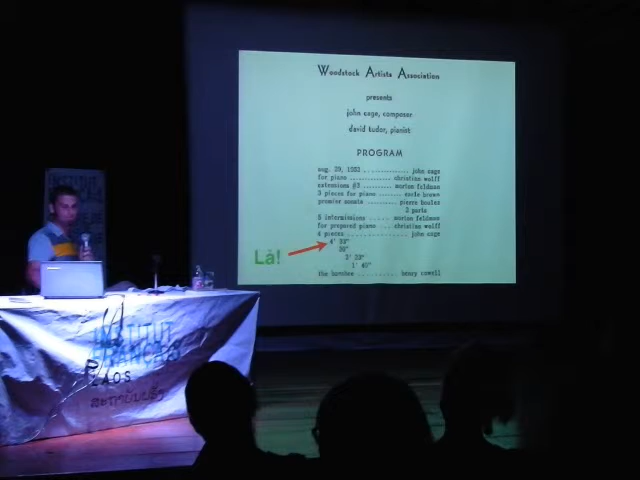 Woodstock Artists Association
presents
john cage, composer
david tudor, pianist
PROGRAM
aug. 29, 1952 .............. john cage
for piano ............ christian wolff
extensions #3 .......... morton feldman
3 pieces for piano ....... earle brown
premier sonata ......... pierre boulez
2 parts
5 intermissions ...... morton feldman
for prepared piano ... christian wolff
4 pieces .................. john cage
4' 33"
30"
2' 23"
1' 40"
the banshee .......... henry cowell
Là!
INSTITUT
FRANÇAIS
LAOS